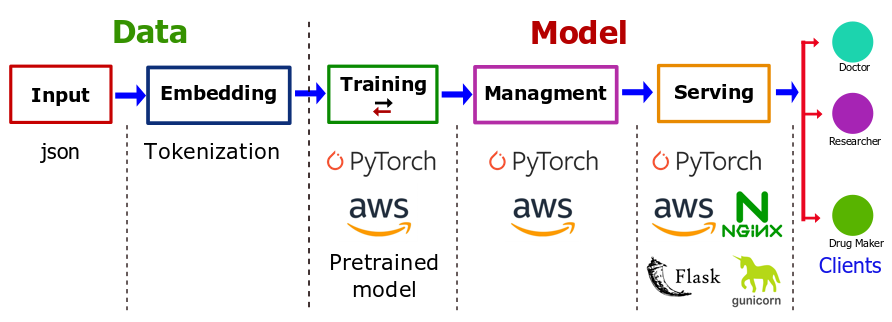 Data
Model
Input
Embedding
Training
Managment
Serving
Doctor
Researcher
Drug Maker
Clients
json
Tokenization
PyTorch
aws
Pretrained
model
PyTorch
aws
PyTorch
aws
NGiNX
Flask
gunicorn